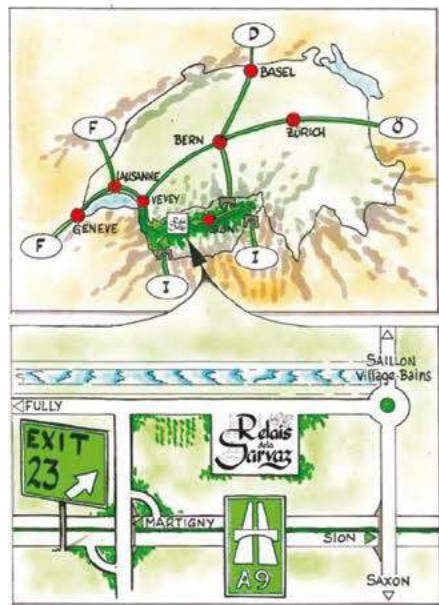 D
BASEL
F
BERN
ZÜRICH
Ö
LAUSANNE
VEVEY
GENEVE
SION
F
I
I
SAILLON
Village-Bains
FULLY
EXIT
23
Relais
de la
Sarvaz
MARTIGNY
SION
A9
SAXON